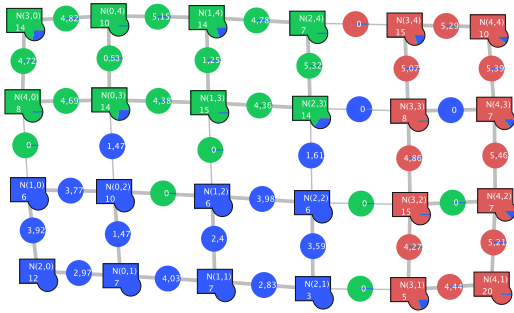 N(3,0) 4,82 N(0,4) 5,19 N(1,4) 4,78 N(2,4) 0 N(3,4) 5,29 N(4,4)
14 10 14 7 15 10
4,72 0,53 1,25 5,32 5,07 5,39
N(4,0) 4,69 N(0,3) 4,38 N(1,3) 4,36 N(2,3) 0 N(3,3) 0 N(4,3)
8 14 15 14 8 7
0 1,47 0 1,61 4,86 5,46
N(1,0) 3,77 N(0,2) 0 N(1,2) 3,98 N(2,2) 0 N(3,2) 0 N(4,2)
6 10 6 6 15 7
3,92 1,47 2,4 3,59 4,27 5,21
N(2,0) 2,97 N(0,1) 4,03 N(1,1) 2,83 N(2,1) 0 N(3,1) 4,44 N(4,1)
12 7 7 3 5 20